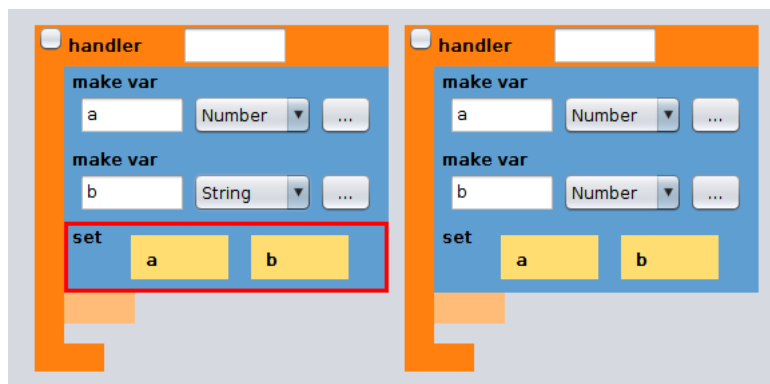 handler
make var
a Number ...
make var
b String ...
set a b
handler
make var
a Number ...
make var
b Number ...
set a b